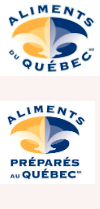 ALIMENTS
DU QUÉBEC
ALIMENTS
PRÉPARÉS
AU QUÉBEC